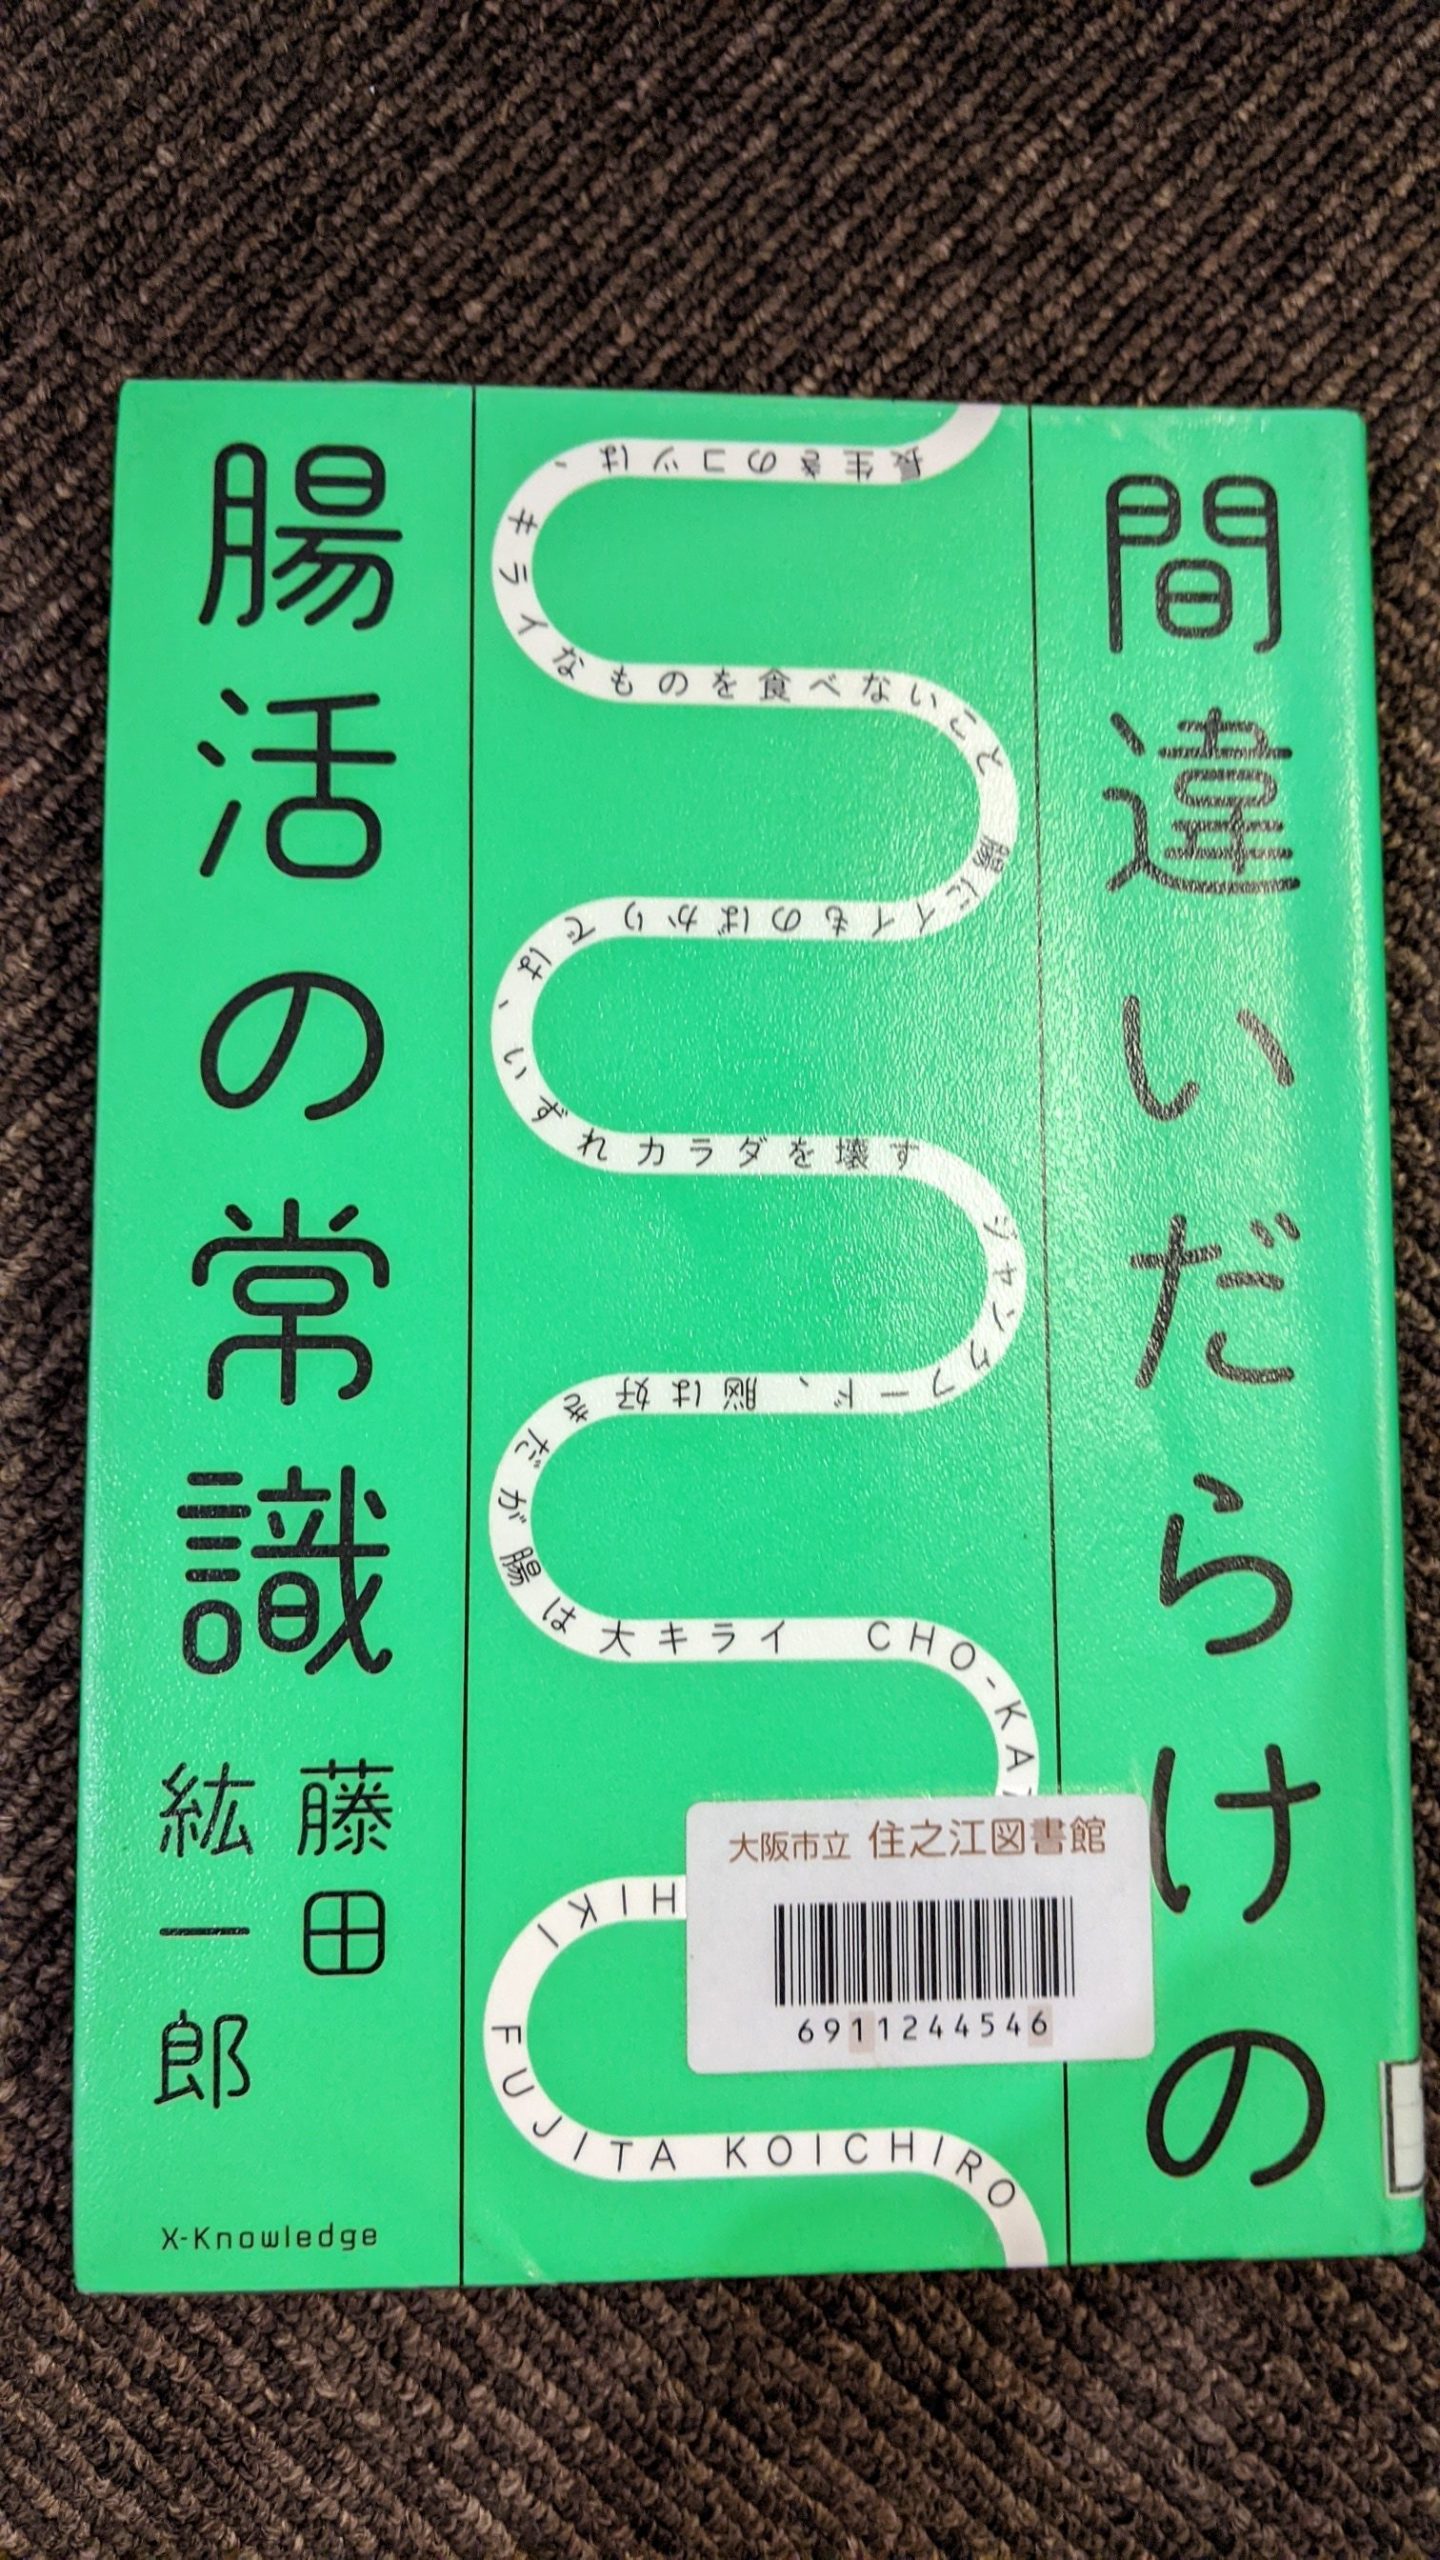 間違いだらけの
腸活の常識
藤田
紘一郎
長生きのコツは、キライなものを食べないこと 腸にイイものばかりでは、いずれカラダを壊す ジャンクフード、脳は好きだが腸は大キライ CHO-KA
HIKI FUJITA KOICHIRO
大阪市立 住之江図書館
6911244546
X-Knowledge